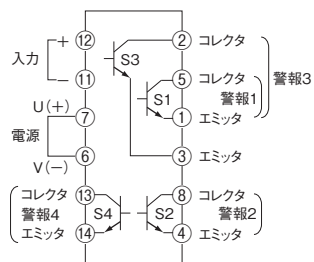 12 + 入力
11 −
7 U(+)
電源
6 V(−)
13 コレクタ
警報4
14 エミッタ
S3
S1
S4
S2
2 コレクタ
5 コレクタ
警報1
警報3
1 エミッタ
3 エミッタ
8 コレクタ
警報2
4 エミッタ